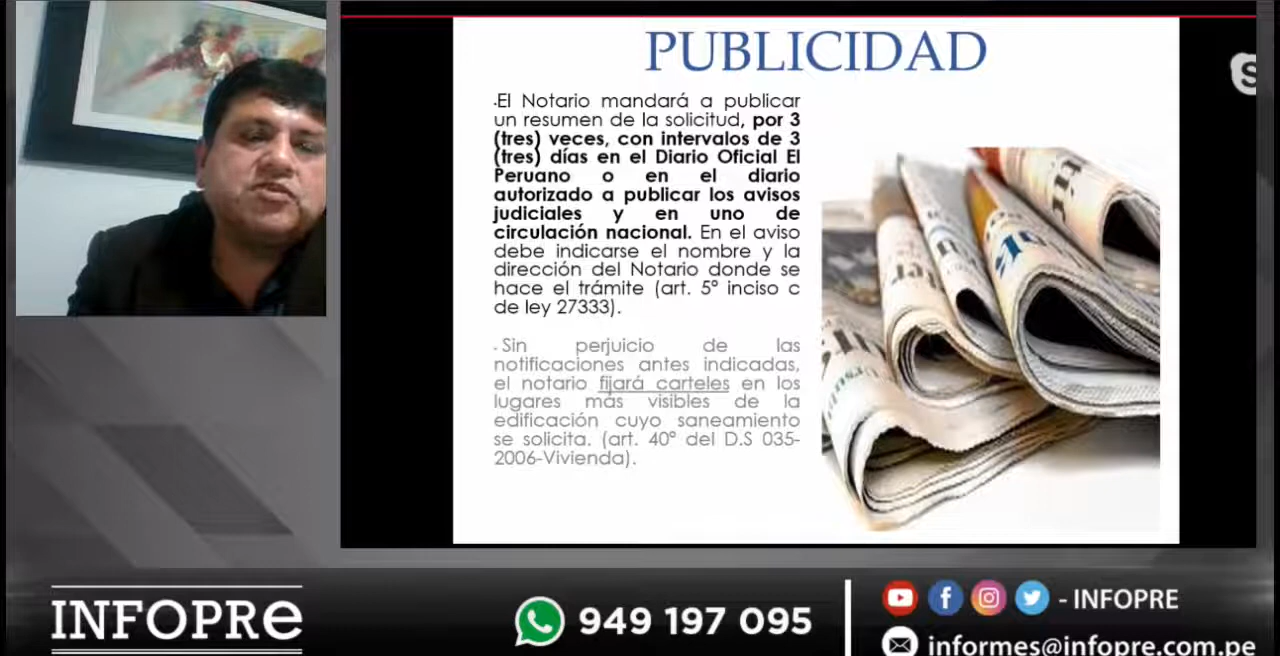 PUBLICIDAD
.El Notario mandará a publicar
un resumen de la solicitud, por 3
(tres) veces, con intervalos de 3
(tres) días en el Diario Oficial El
Peruano o en el diario
autorizado a publicar los avisos
judiciales y en uno de
circulación nacional. En el aviso
debe indicarse el nombre y la
dirección del Notario donde se
hace el trámite (art. 5º inciso c
de ley 27333).
. Sin perjuicio de las
notificaciones antes indicadas,
el notario fijará carteles en los
lugares más visibles de la
edificación cuyo saneamiento
se solicita. (art. 40º del D.S 035-
2006-Vivienda).
INFOPRe
949 197 095
- INFOPRE
informes@infopre.com.pe